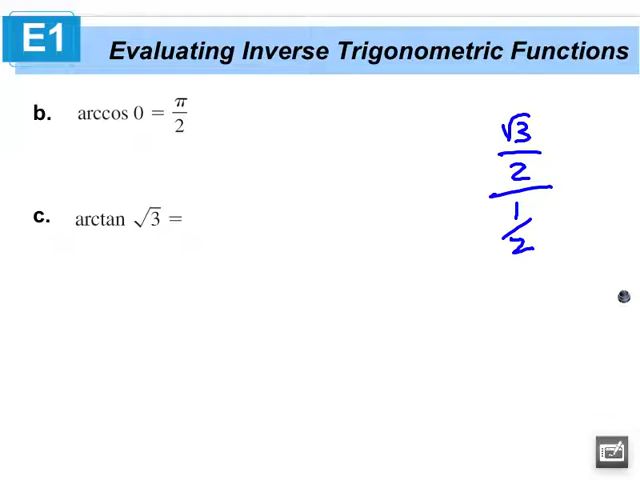 E1
Evaluating Inverse Trigonometric Functions
b. arccos 0 = π/2
c. arctan √3 =
√3
2
1
2